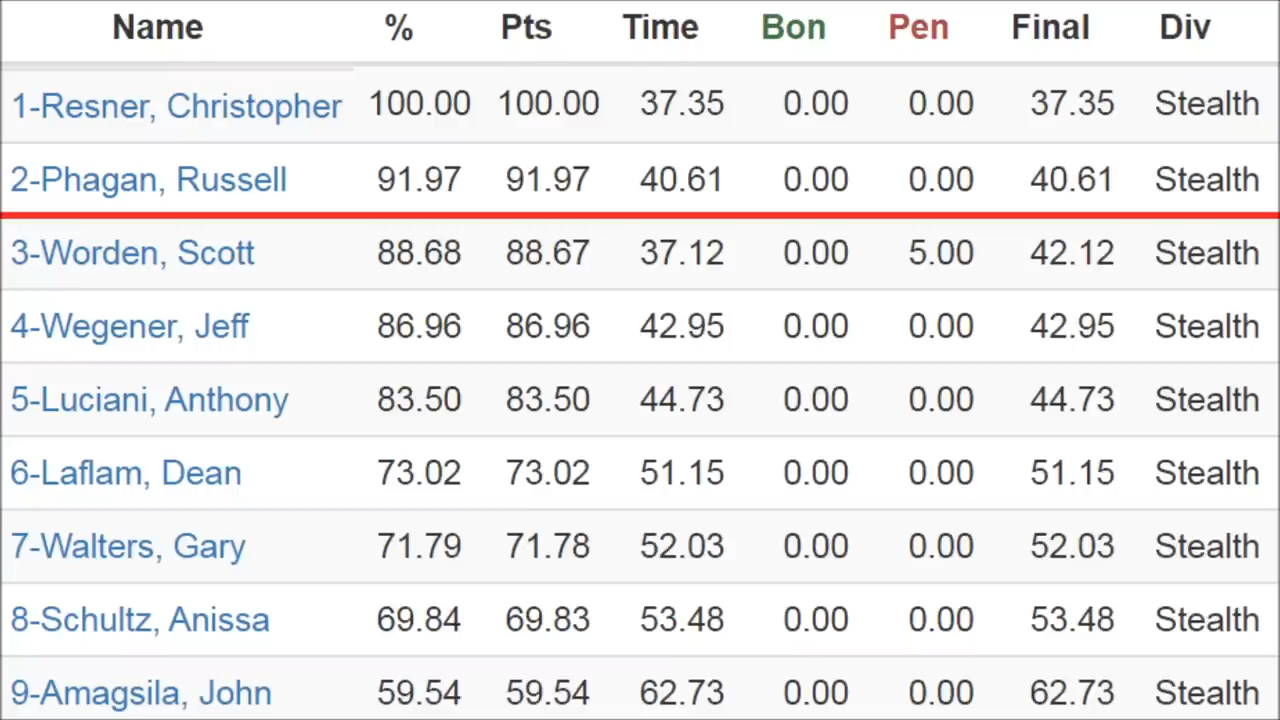 Name % Pts Time Bon Pen Final Div
1-Resner, Christopher 100.00 100.00 37.35 0.00 0.00 37.35 Stealth
2-Phagan, Russell 91.97 91.97 40.61 0.00 0.00 40.61 Stealth
3-Worden, Scott 88.68 88.67 37.12 0.00 5.00 42.12 Stealth
4-Wegener, Jeff 86.96 86.96 42.95 0.00 0.00 42.95 Stealth
5-Luciani, Anthony 83.50 83.50 44.73 0.00 0.00 44.73 Stealth
6-Laflam, Dean 73.02 73.02 51.15 0.00 0.00 51.15 Stealth
7-Walters, Gary 71.79 71.78 52.03 0.00 0.00 52.03 Stealth
8-Schultz, Anissa 69.84 69.83 53.48 0.00 0.00 53.48 Stealth
9-Amagsila, John 59.54 59.54 62.73 0.00 0.00 62.73 Stealth